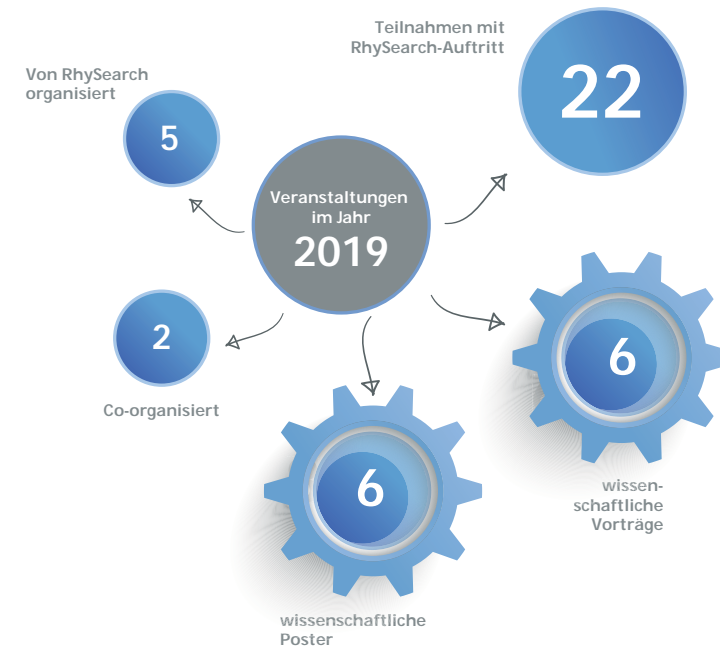 Teilnahmen mit
RhySearch-Auftritt
22
Von RhySearch
organisiert
5
Veranstaltungen
im Jahr
2019
2
Co-organisiert
6
wissen-
schaftliche
Vorträge
6
wissenschaftliche
Poster